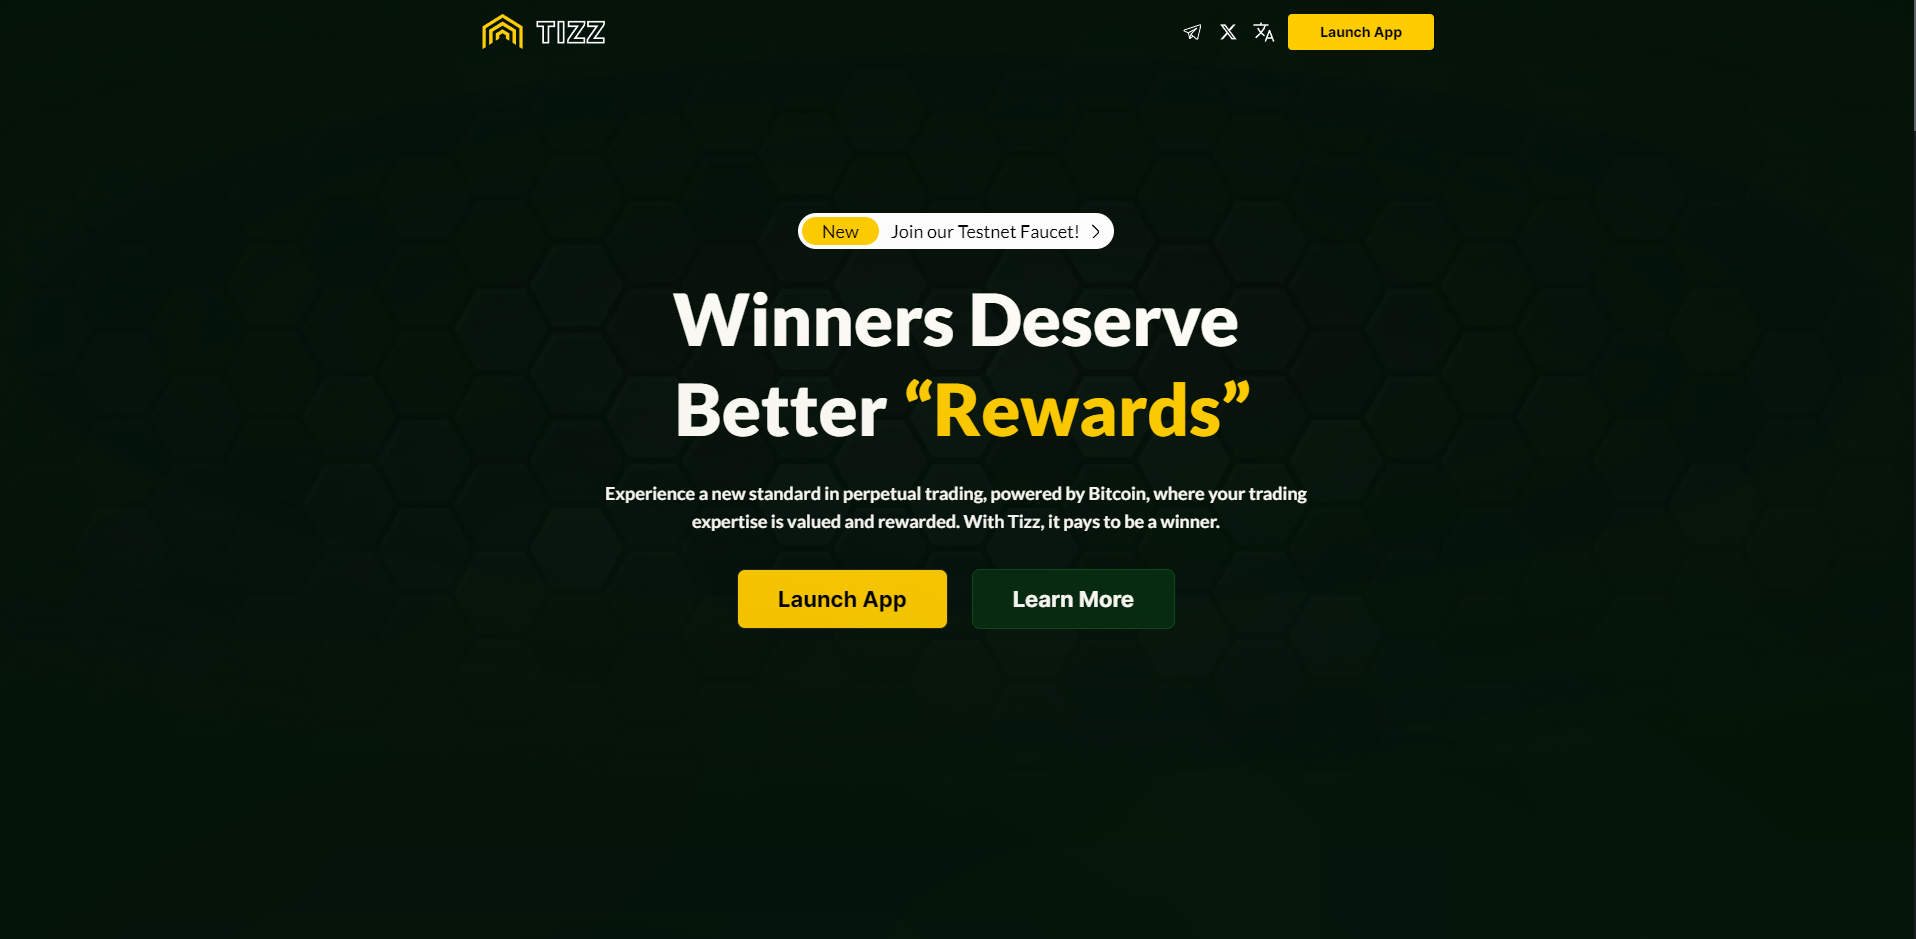 TIZZ
Launch App
New Join our Testnet Faucet!
Winners Deserve
Better “Rewards”
Experience a new standard in perpetual trading, powered by Bitcoin, where your trading
expertise is valued and rewarded. With Tizz, it pays to be a winner.
Launch App
Learn More